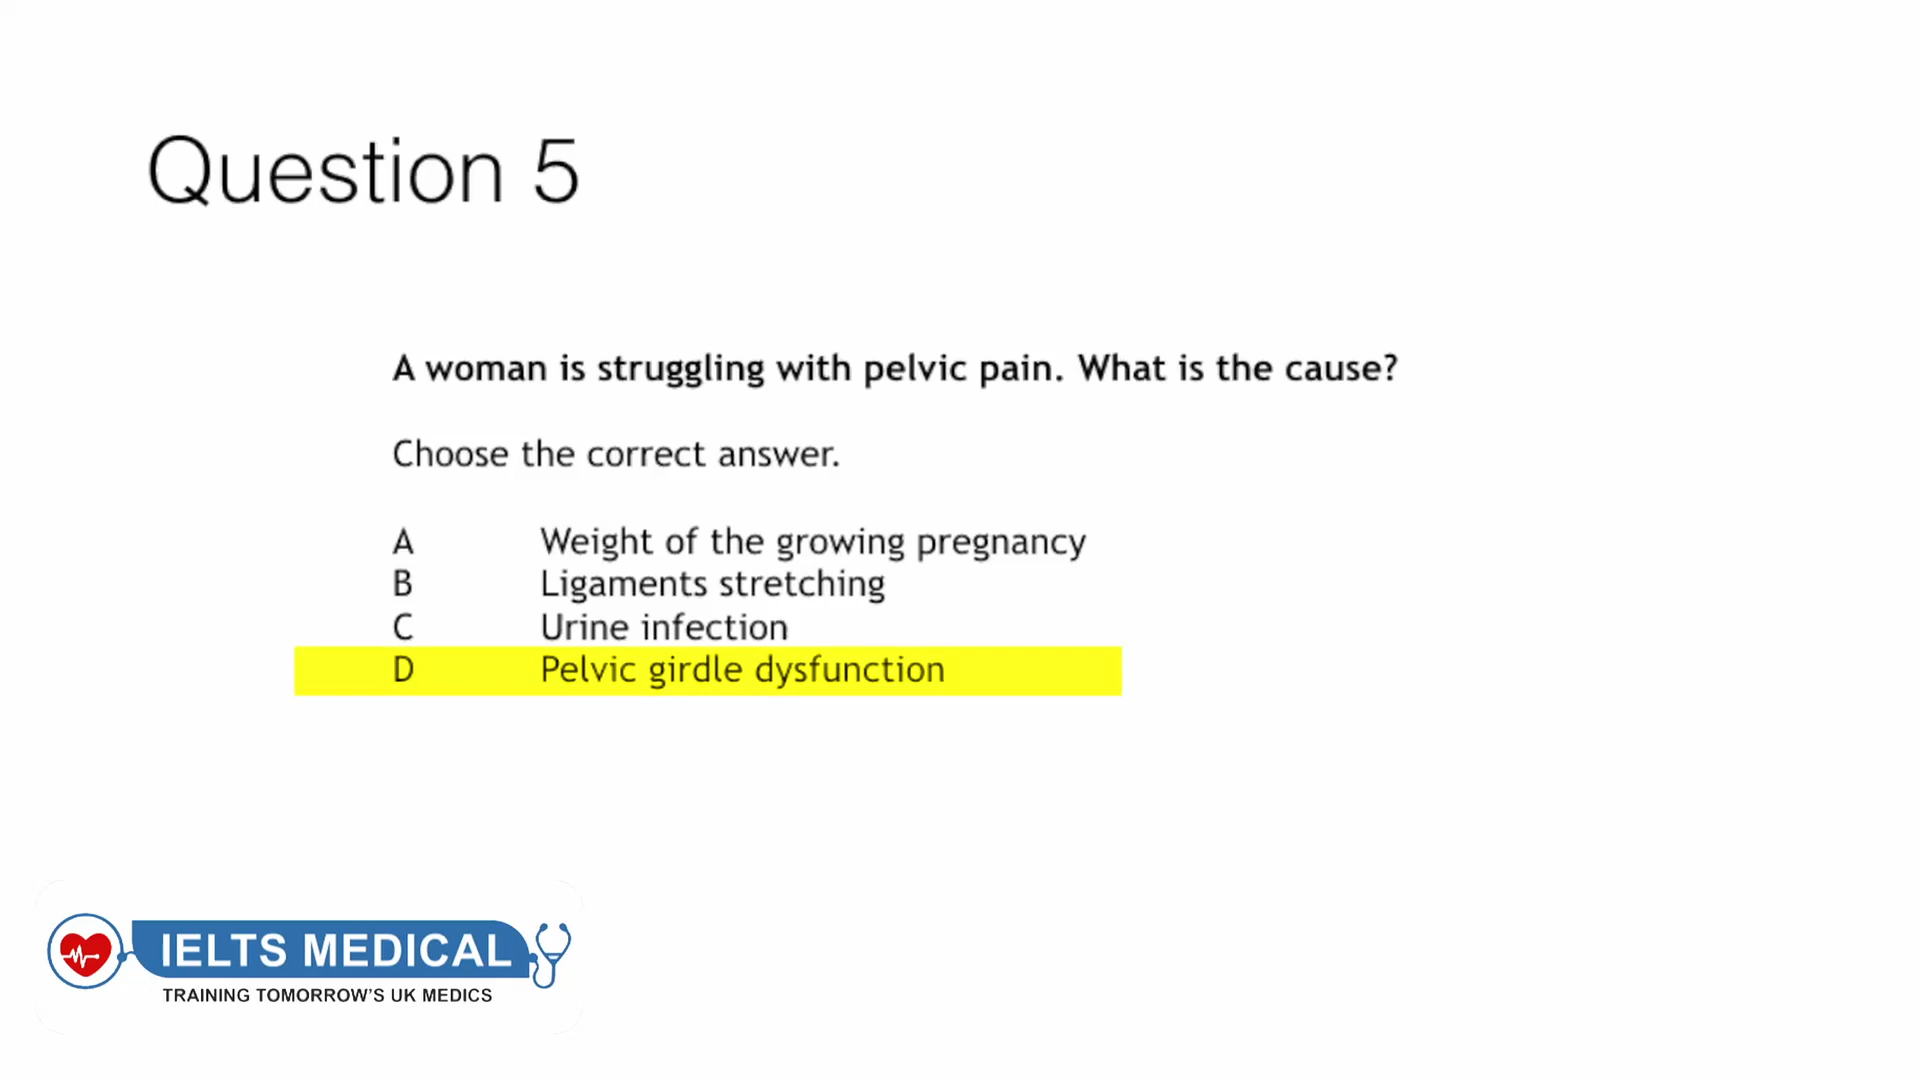 Question 5
A woman is struggling with pelvic pain. What is the cause?
Choose the correct answer.
A Weight of the growing pregnancy
B Ligaments stretching
C Urine infection
D Pelvic girdle dysfunction
IELTS MEDICAL
TRAINING TOMORROW'S UK MEDICS